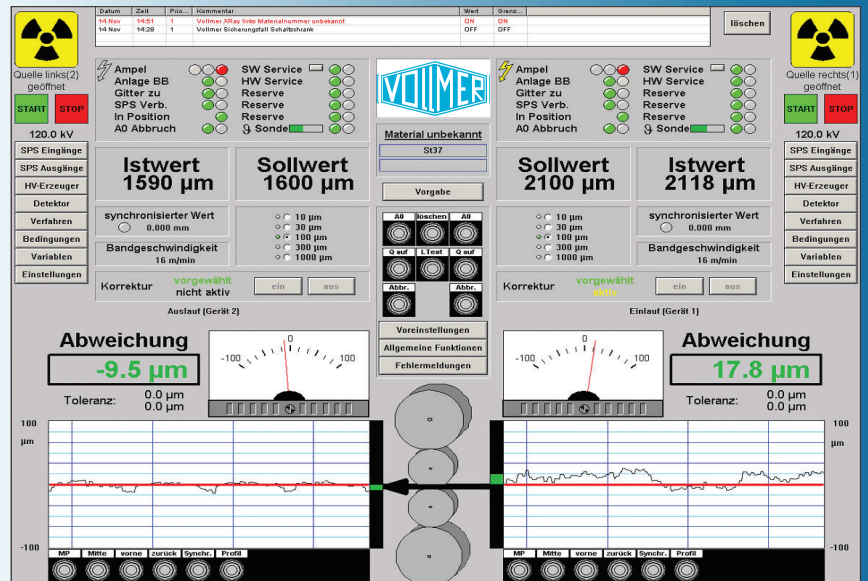 Datum Zeit Prio... Kommentar Wert Grenz...
14 Nov 14:51 1 Vollmer XRay links Materialnummer unbekannt ON ON
14 Nov 14:28 1 Vollmer Sicherungsfall Schaltschrank OFF OFF
löschen
Quelle links(2)
geöffnet
START STOP
120.0 kV
SPS Eingänge
SPS Ausgänge
HV-Erzeuger
Detektor
Verfahren
Bedingungen
Variablen
Einstellungen
Ampel SW Service
Anlage BB HW Service
Gitter zu Reserve
SPS Verb. Reserve
In Position Reserve
A0 Abbruch ϑ Sonde
Istwert
1590 µm
Sollwert
1600 µm
synchronisierter Wert
0.000 mm
Bandgeschwindigkeit
16 m/min
10 µm
30 µm
100 µm
300 µm
1000 µm
Korrektur vorgewählt
nicht aktiv
ein aus
Auslauf (Gerät 2)
VOLLMER
Material unbekannt
St37
Vorgabe
A0 löschen A0
Q auf LTest Q auf
Abbr. Abbr.
Voreinstellungen
Allgemeine Funktionen
Fehlermeldungen
Ampel SW Service
Anlage BB HW Service
Gitter zu Reserve
SPS Verb. Reserve
In Position Reserve
A0 Abbruch ϑ Sonde
Sollwert
2100 µm
Istwert
2118 µm
10 µm
30 µm
100 µm
300 µm
1000 µm
synchronisierter Wert
0.000 mm
Bandgeschwindigkeit
16 m/min
Korrektur vorgewählt
aktiv
ein aus
Einlauf (Gerät 1)
Quelle rechts(1)
geöffnet
START STOP
120.0 kV
SPS Eingänge
SPS Ausgänge
HV-Erzeuger
Detektor
Verfahren
Bedingungen
Variablen
Einstellungen
Abweichung
-9.5 µm
Toleranz: 0.0 µm
0.0 µm
-100 0 100
100
µm
-100
MP Mitte vorne zurück Synchr. Profil
-100 0 100
Abweichung
17.8 µm
Toleranz: 0.0 µm
0.0 µm
100
µm
-100
MP Mitte vorne zurück Synchr. Profil